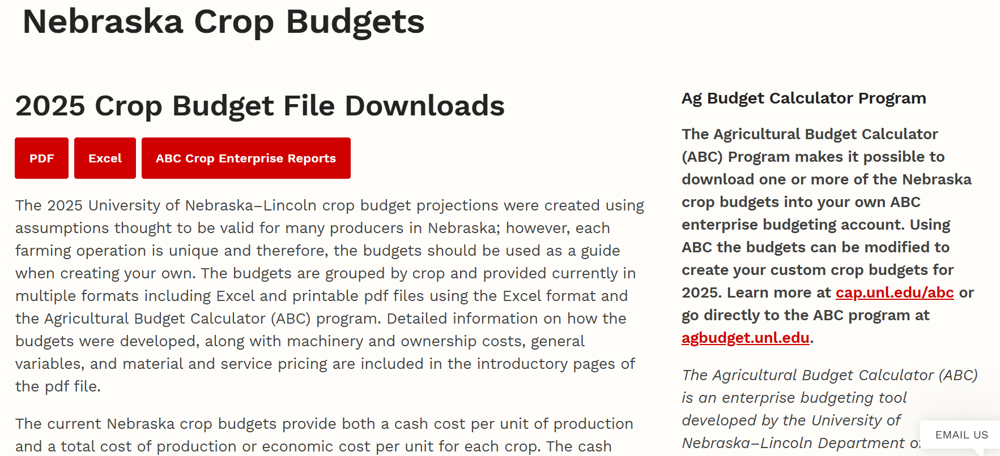 Nebraska Crop Budgets
2025 Crop Budget File Downloads
PDF
Excel
ABC Crop Enterprise Reports
The 2025 University of Nebraska–Lincoln crop budget projections were created using
assumptions thought to be valid for many producers in Nebraska; however, each
farming operation is unique and therefore, the budgets should be used as a guide
when creating your own. The budgets are grouped by crop and provided currently in
multiple formats including Excel and printable pdf files using the Excel format and
the Agricultural Budget Calculator (ABC) program. Detailed information on how the
budgets were developed, along with machinery and ownership costs, general
variables, and material and service pricing are included in the introductory pages of
the pdf file.
The current Nebraska crop budgets provide both a cash cost per unit of production
and a total cost of production or economic cost per unit for each crop. The cash
Ag Budget Calculator Program
The Agricultural Budget Calculator
(ABC) Program makes it possible to
download one or more of the Nebraska
crop budgets into your own ABC
enterprise budgeting account. Using
ABC the budgets can be modified to
create your custom crop budgets for
2025. Learn more at cap.unl.edu/abc or
go directly to the ABC program at
agbudget.unl.edu.
The Agricultural Budget Calculator (ABC)
is an enterprise budgeting tool
developed by the University of
Nebraska–Lincoln Department
EMAIL US